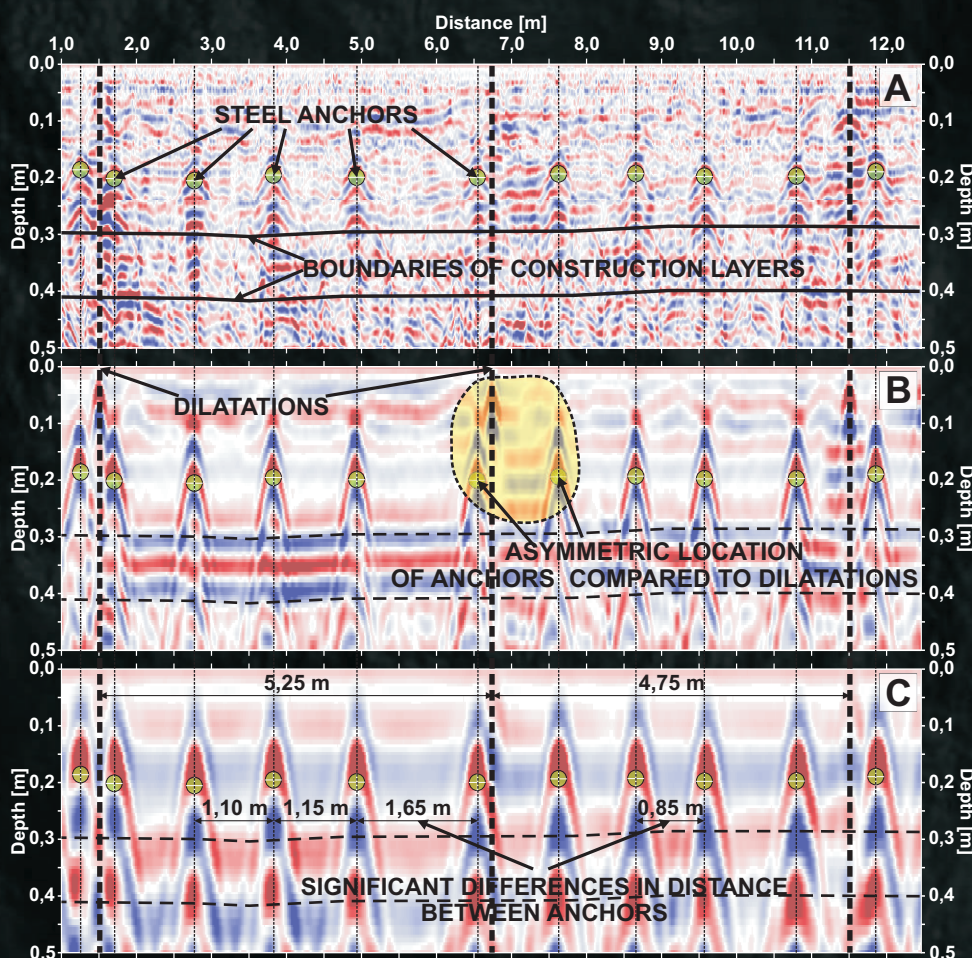 Distance [m]
1,0 2,0 3,0 4,0 5,0 6,0 7,0 8,0 9,0 10,0 11,0 12,0
0,0 0,0
A
0,1 0,1
STEEL ANCHORS
0,2 0,2
Depth [m] Depth [m]
0,3 0,3
BOUNDARIES OF CONSTRUCTION LAYERS
0,4 0,4
0,5 0,5
0,0 0,0
B
DILATATIONS
0,1 0,1
0,2 0,2
Depth [m] Depth [m]
0,3 0,3
ASYMMETRIC LOCATION
OF ANCHORS COMPARED TO DILATATIONS
0,4 0,4
0,5 0,5
0,0 0,0
5,25 m 4,75 m
C
0,1 0,1
0,2 0,2
Depth [m] Depth [m]
1,10 m 1,15 m 1,65 m 0,85 m
0,3 0,3
SIGNIFICANT DIFFERENCES IN DISTANCE
0,4 0,4
BETWEEN ANCHORS
0,5 0,5